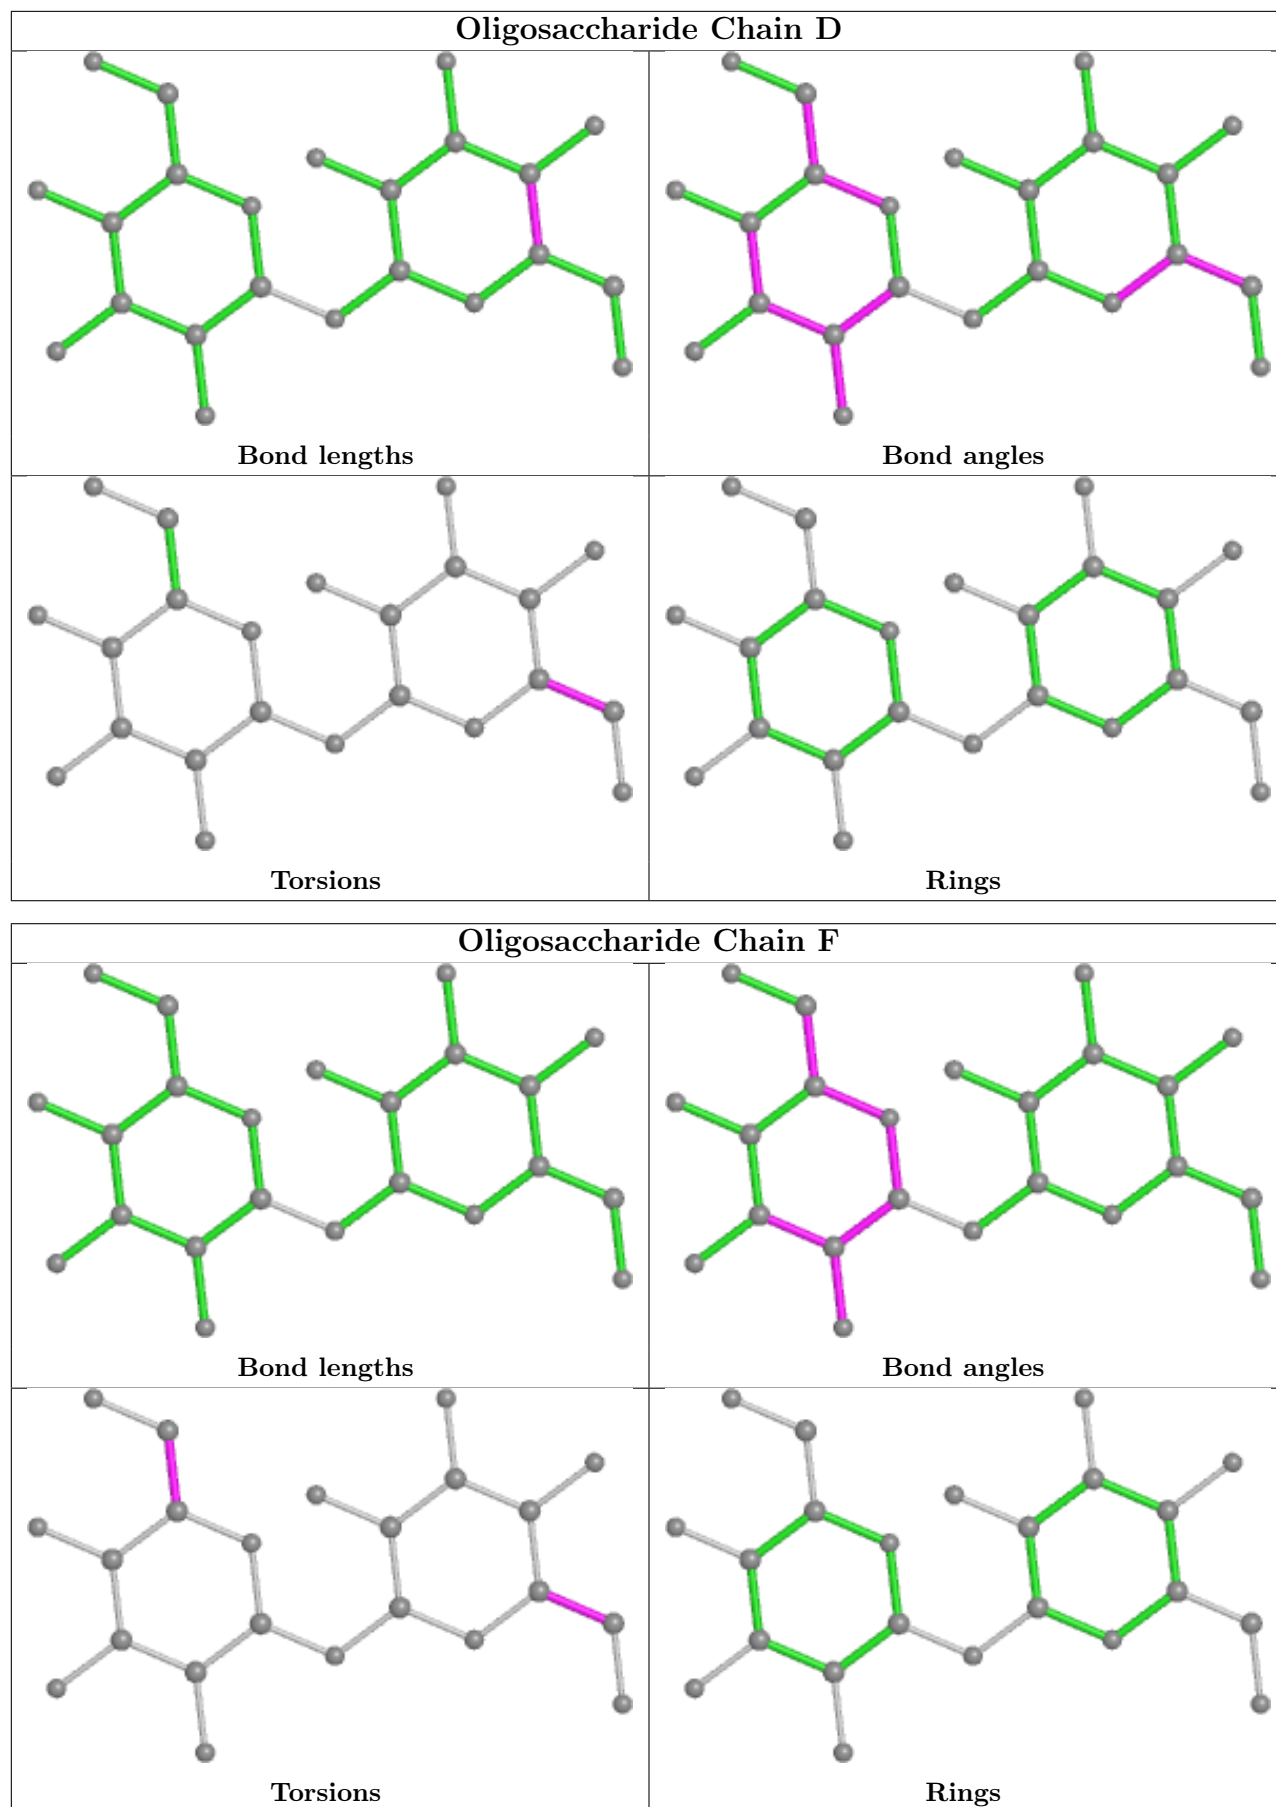 Oligosaccharide Chain D
Bond lengths
Bond angles
Torsions
Rings
Oligosaccharide Chain F
Bond lengths
Bond angles
Torsions
Rings